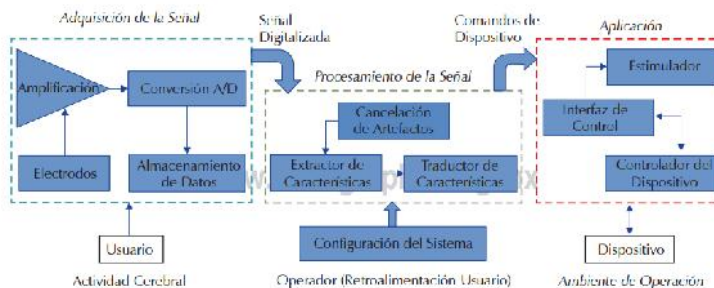 Adquisición de la Señal
Señal
Digitalizada
Comandos de
Dispositivo
Aplicación
Amplificación
Conversión A/D
Electrodos
Almacenamiento
de Datos
Usuario
Actividad Cerebral
Procesamiento de la Señal
Cancelación
de Artefactos
Extractor de
Características
Traductor de
Características
Configuración del Sistema
Operador (Retroalimentación Usuario)
Estimulador
Interfaz de
Control
Controlador del
Dispositivo
Dispositivo
Ambiente de Operación